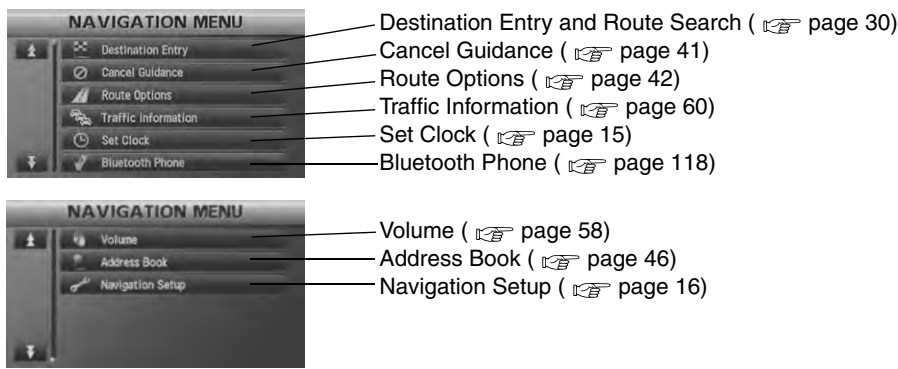 NAVIGATION MENU
Destination Entry
Cancel Guidance
Route Options
Traffic Information
Set Clock
Bluetooth Phone
Destination Entry and Route Search ( page 30)
Cancel Guidance ( page 41)
Route Options ( page 42)
Traffic Information ( page 60)
Set Clock ( page 15)
Bluetooth Phone ( page 118)
NAVIGATION MENU
Volume
Address Book
Navigation Setup
Volume ( page 58)
Address Book ( page 46)
Navigation Setup ( page 16)